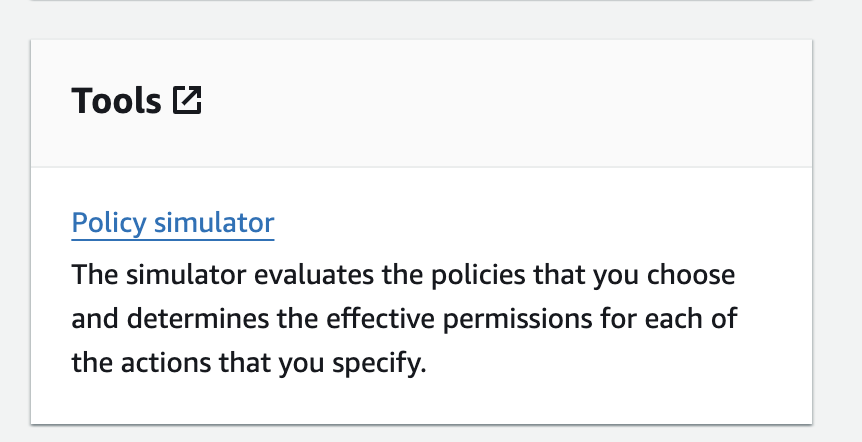 Tools
Policy simulator
The simulator evaluates the policies that you choose
and determines the effective permissions for each of
the actions that you specify.